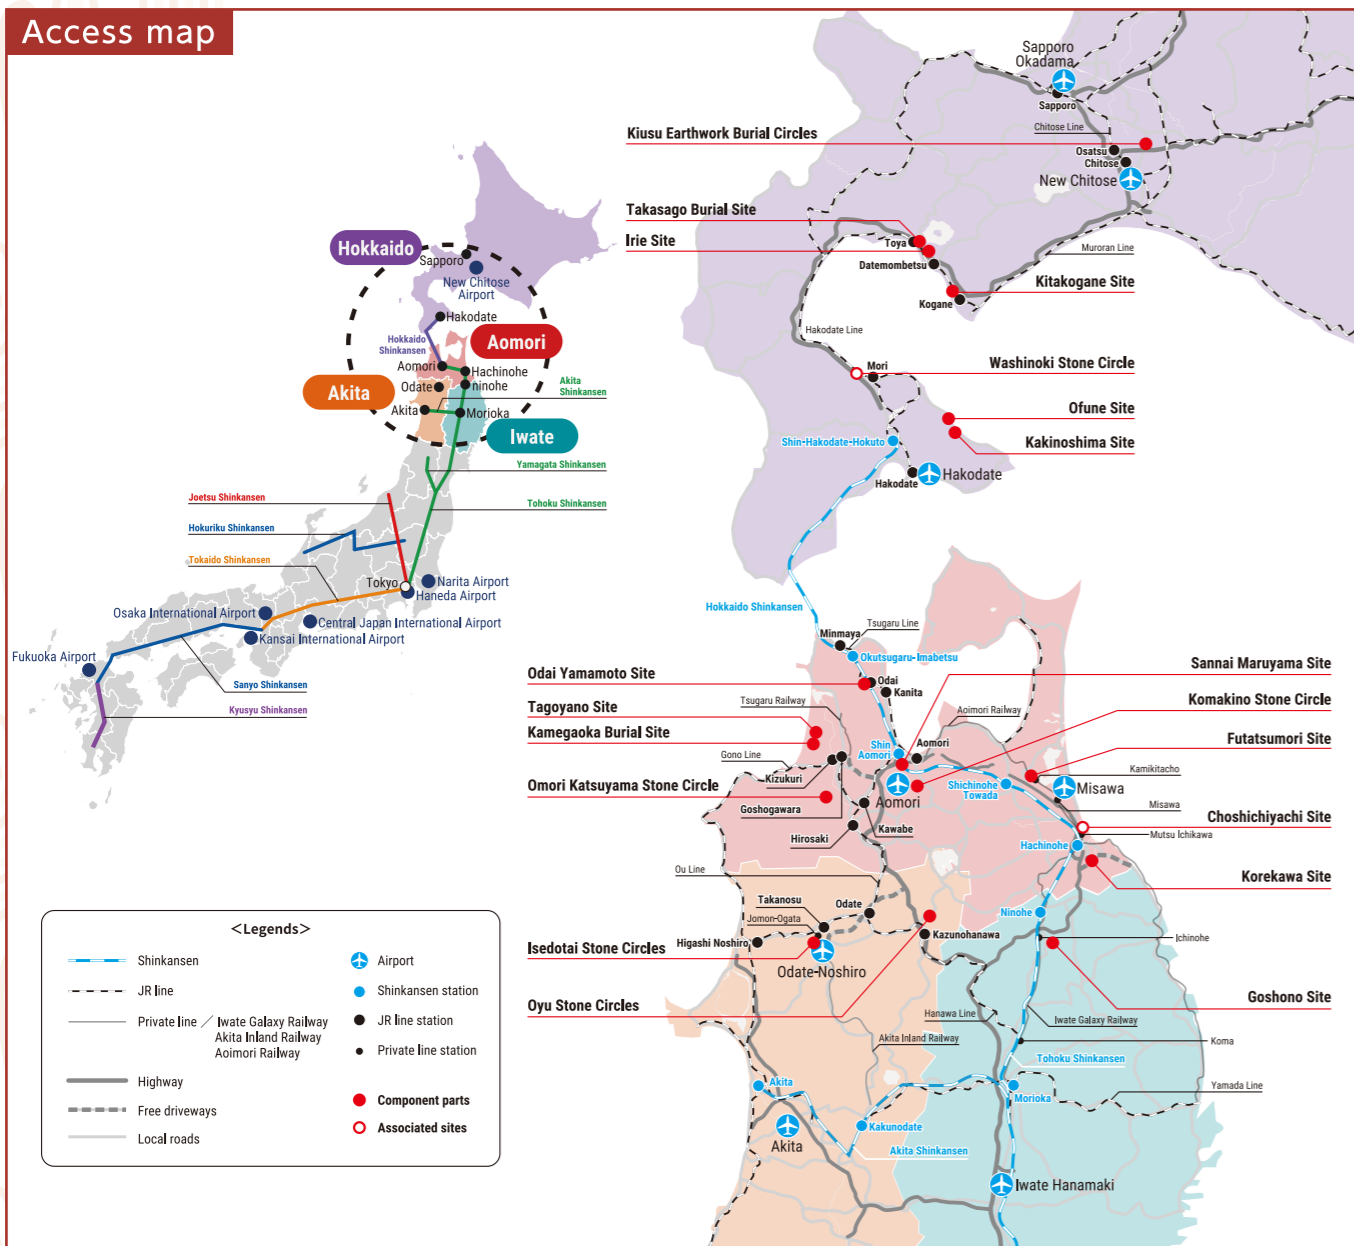 Access map
Hokkaido
Sapporo
New Chitose
Airport
Hakodate
Hokkaido
Shinkansen
Aomori
Aomori
Hachinohe
ninohe
Odate
Akita
Akita
Shinkansen
Akita
Morioka
Iwate
Yamagata Shinkansen
Joetsu Shinkansen
Tohoku Shinkansen
Hokuriku Shinkansen
Tokaido Shinkansen
Tokyo
Narita Airport
Haneda Airport
Osaka International Airport
Central Japan International Airport
Kansai International Airport
Fukuoka Airport
Sanyo Shinkansen
Kyusyu Shinkansen
<Legends>
Shinkansen
JR line
Private line ／ Iwate Galaxy Railway
Akita Inland Railway
Aoimori Railway
Highway
Free driveways
Local roads
Airport
Shinkansen station
JR line station
Private line station
Component parts
Associated sites
Sapporo
Okadama
Sapporo
Chitose Line
Kiusu Earthwork Burial Circles
Osatsu
Chitose
New Chitose
Takasago Burial Site
Irie Site
Toya
Datemombetsu
Muroran Line
Kitakogane Site
Kogane
Hakodate Line
Mori
Washinoki Stone Circle
Ofune Site
Kakinoshima Site
Shin-Hakodate-Hokuto
Hakodate
Hakodate
Hokkaido Shinkansen
Tsugaru Line
Minmaya
Okutsugaru-Imabetsu
Odai Yamamoto Site
Odai
Kanita
Sannai Maruyama Site
Tagoyano Site
Tsugaru Railway
Komakino Stone Circle
Kamegaoka Burial Site
Aoimori Railway
Shin
Aomori
Aomori
Futatsumori Site
Gono Line
Kizukuri
Kamikitacho
Omori Katsuyama Stone Circle
Aomori
Shichinohe
Towada
Misawa
Goshogawara
Misawa
Choshichiyachi Site
Hirosaki
Kawabe
Mutsu Ichikawa
Hachinohe
Ou Line
Korekawa Site
Takanosu
Odate
Jomon-Ogata
Ninohe
Isedotai Stone Circles
Higashi Noshiro
Kazunohanawa
Ichinohe
Odate-Noshiro
Oyu Stone Circles
Goshono Site
Hanawa Line
Iwate Galaxy Railway
Akita Inland Railway
Koma
Tohoku Shinkansen
Akita
Morioka
Yamada Line
Kakunodate
Akita
Akita Shinkansen
Iwate Hanamaki